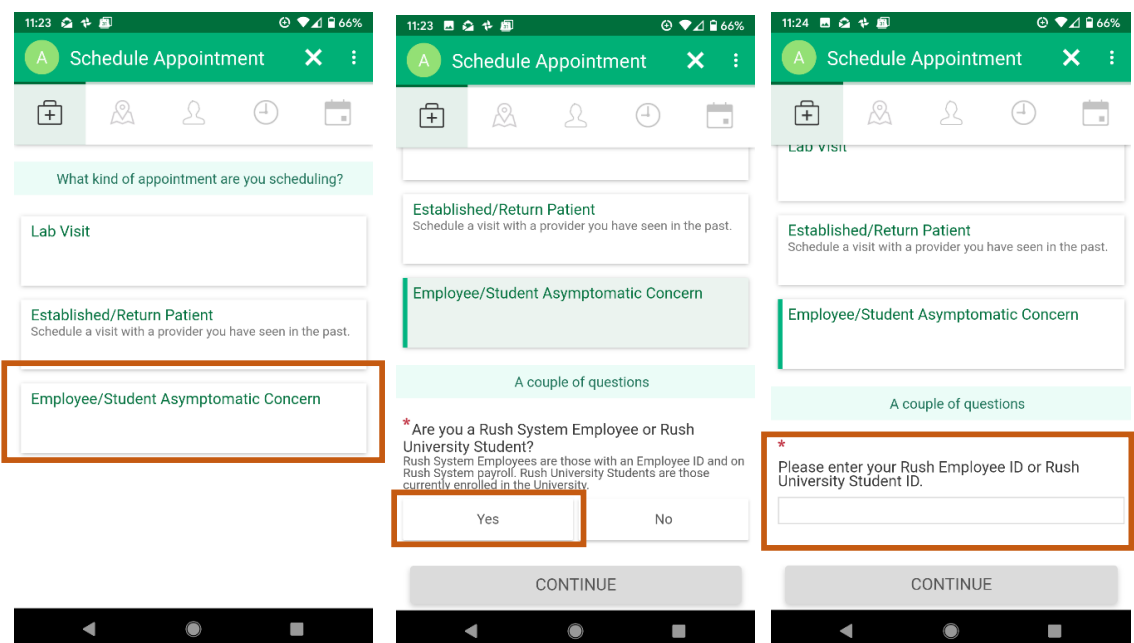 11:23
66%
A
Schedule Appointment
What kind of appointment are you scheduling?
Lab Visit
Established/Return Patient
Schedule a visit with a provider you have seen in the past.
Employee/Student Asymptomatic Concern
11:23
66%
A
Schedule Appointment
Established/Return Patient
Schedule a visit with a provider you have seen in the past.
Employee/Student Asymptomatic Concern
A couple of questions
*Are you a Rush System Employee or Rush
University Student?
Rush System Employees are those with an Employee ID and on
Rush System payroll. Rush University Students are those
currently enrolled in the University.
Yes
No
CONTINUE
11:24
66%
A
Schedule Appointment
Lab Visit
Established/Return Patient
Schedule a visit with a provider you have seen in the past.
Employee/Student Asymptomatic Concern
A couple of questions
*
Please enter your Rush Employee ID or Rush
University Student ID.
CONTINUE